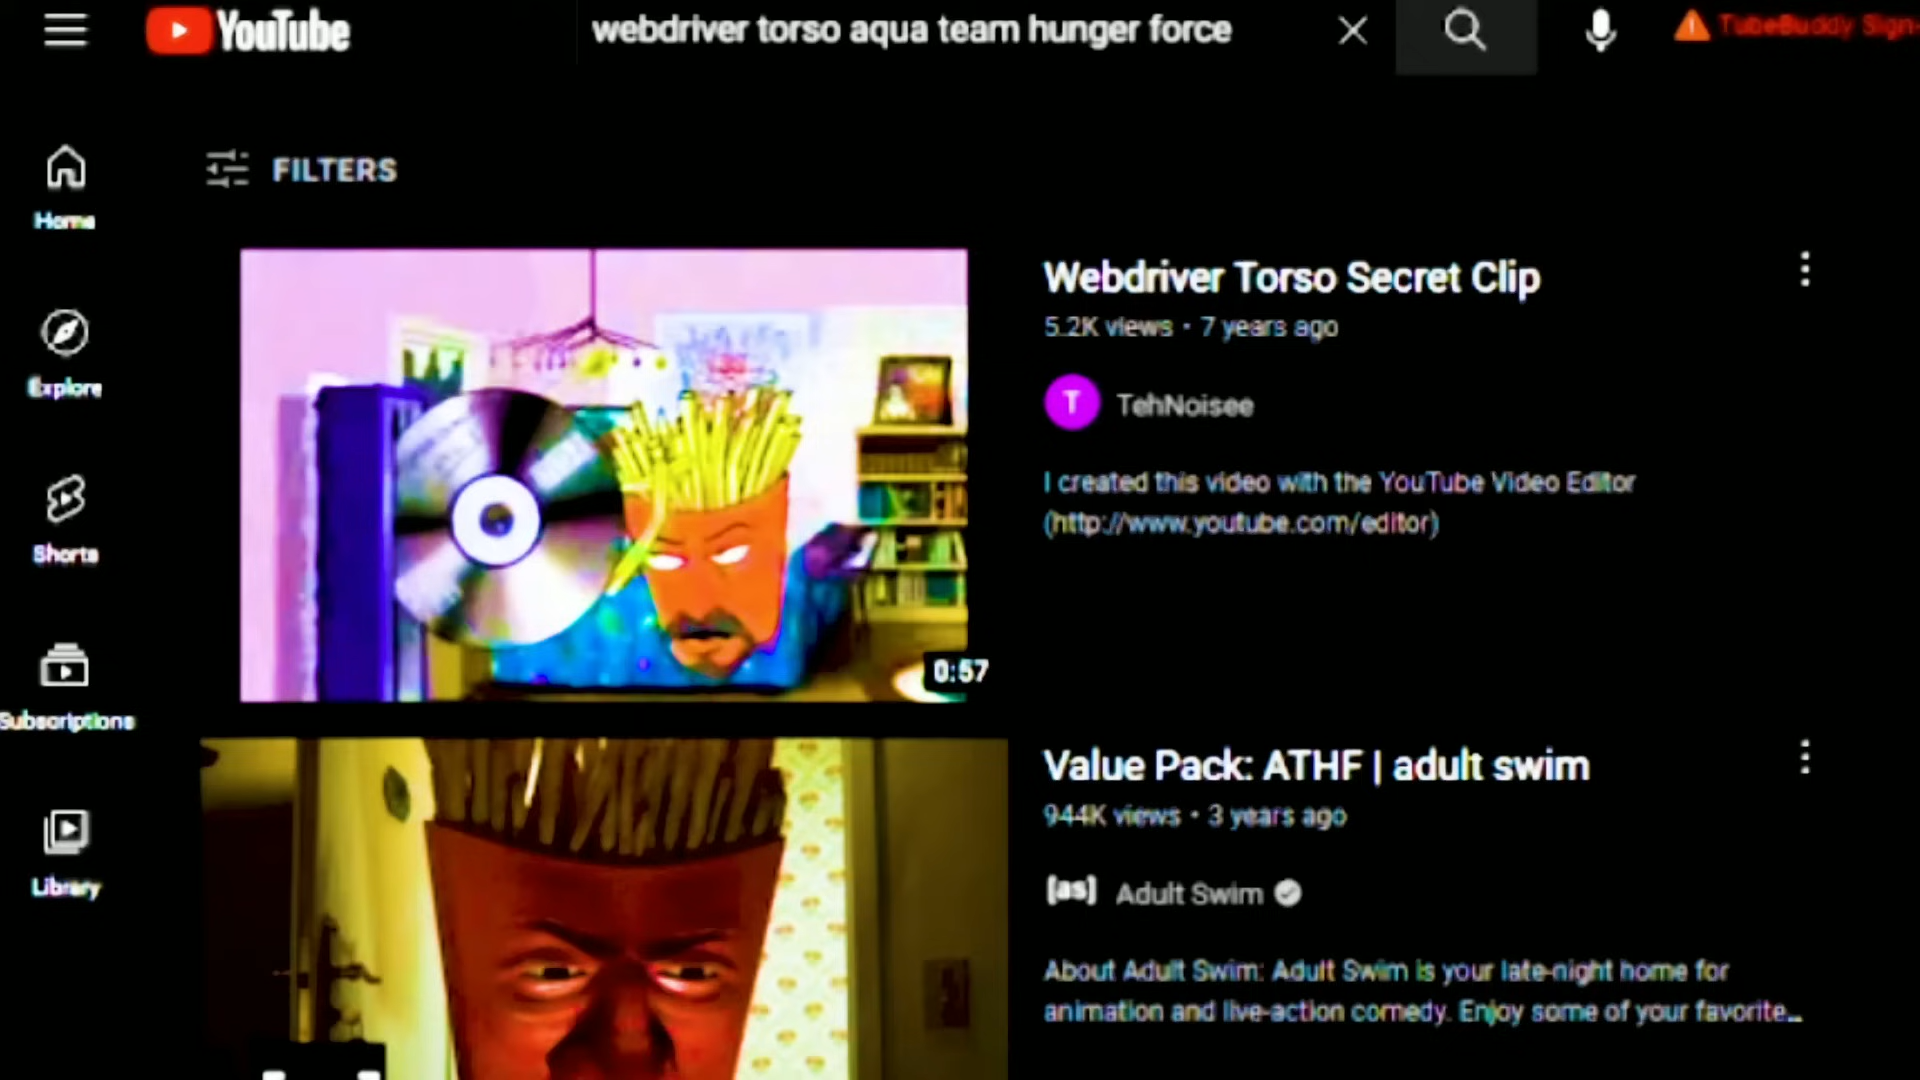 YouTube
webdriver torso aqua team hunger force
TubeBuddy Sign-
FILTERS
Home
Explore
Shorts
Subscriptions
Library
0:57
Webdriver Torso Secret Clip
5.2K views • 7 years ago
T
TehNoisee
I created this video with the YouTube Video Editor
(http://www.youtube.com/editor)
Value Pack: ATHF | adult swim
944K views • 3 years ago
[as]
Adult Swim
About Adult Swim: Adult Swim is your late-night home for
animation and live-action comedy. Enjoy some of your favorite...